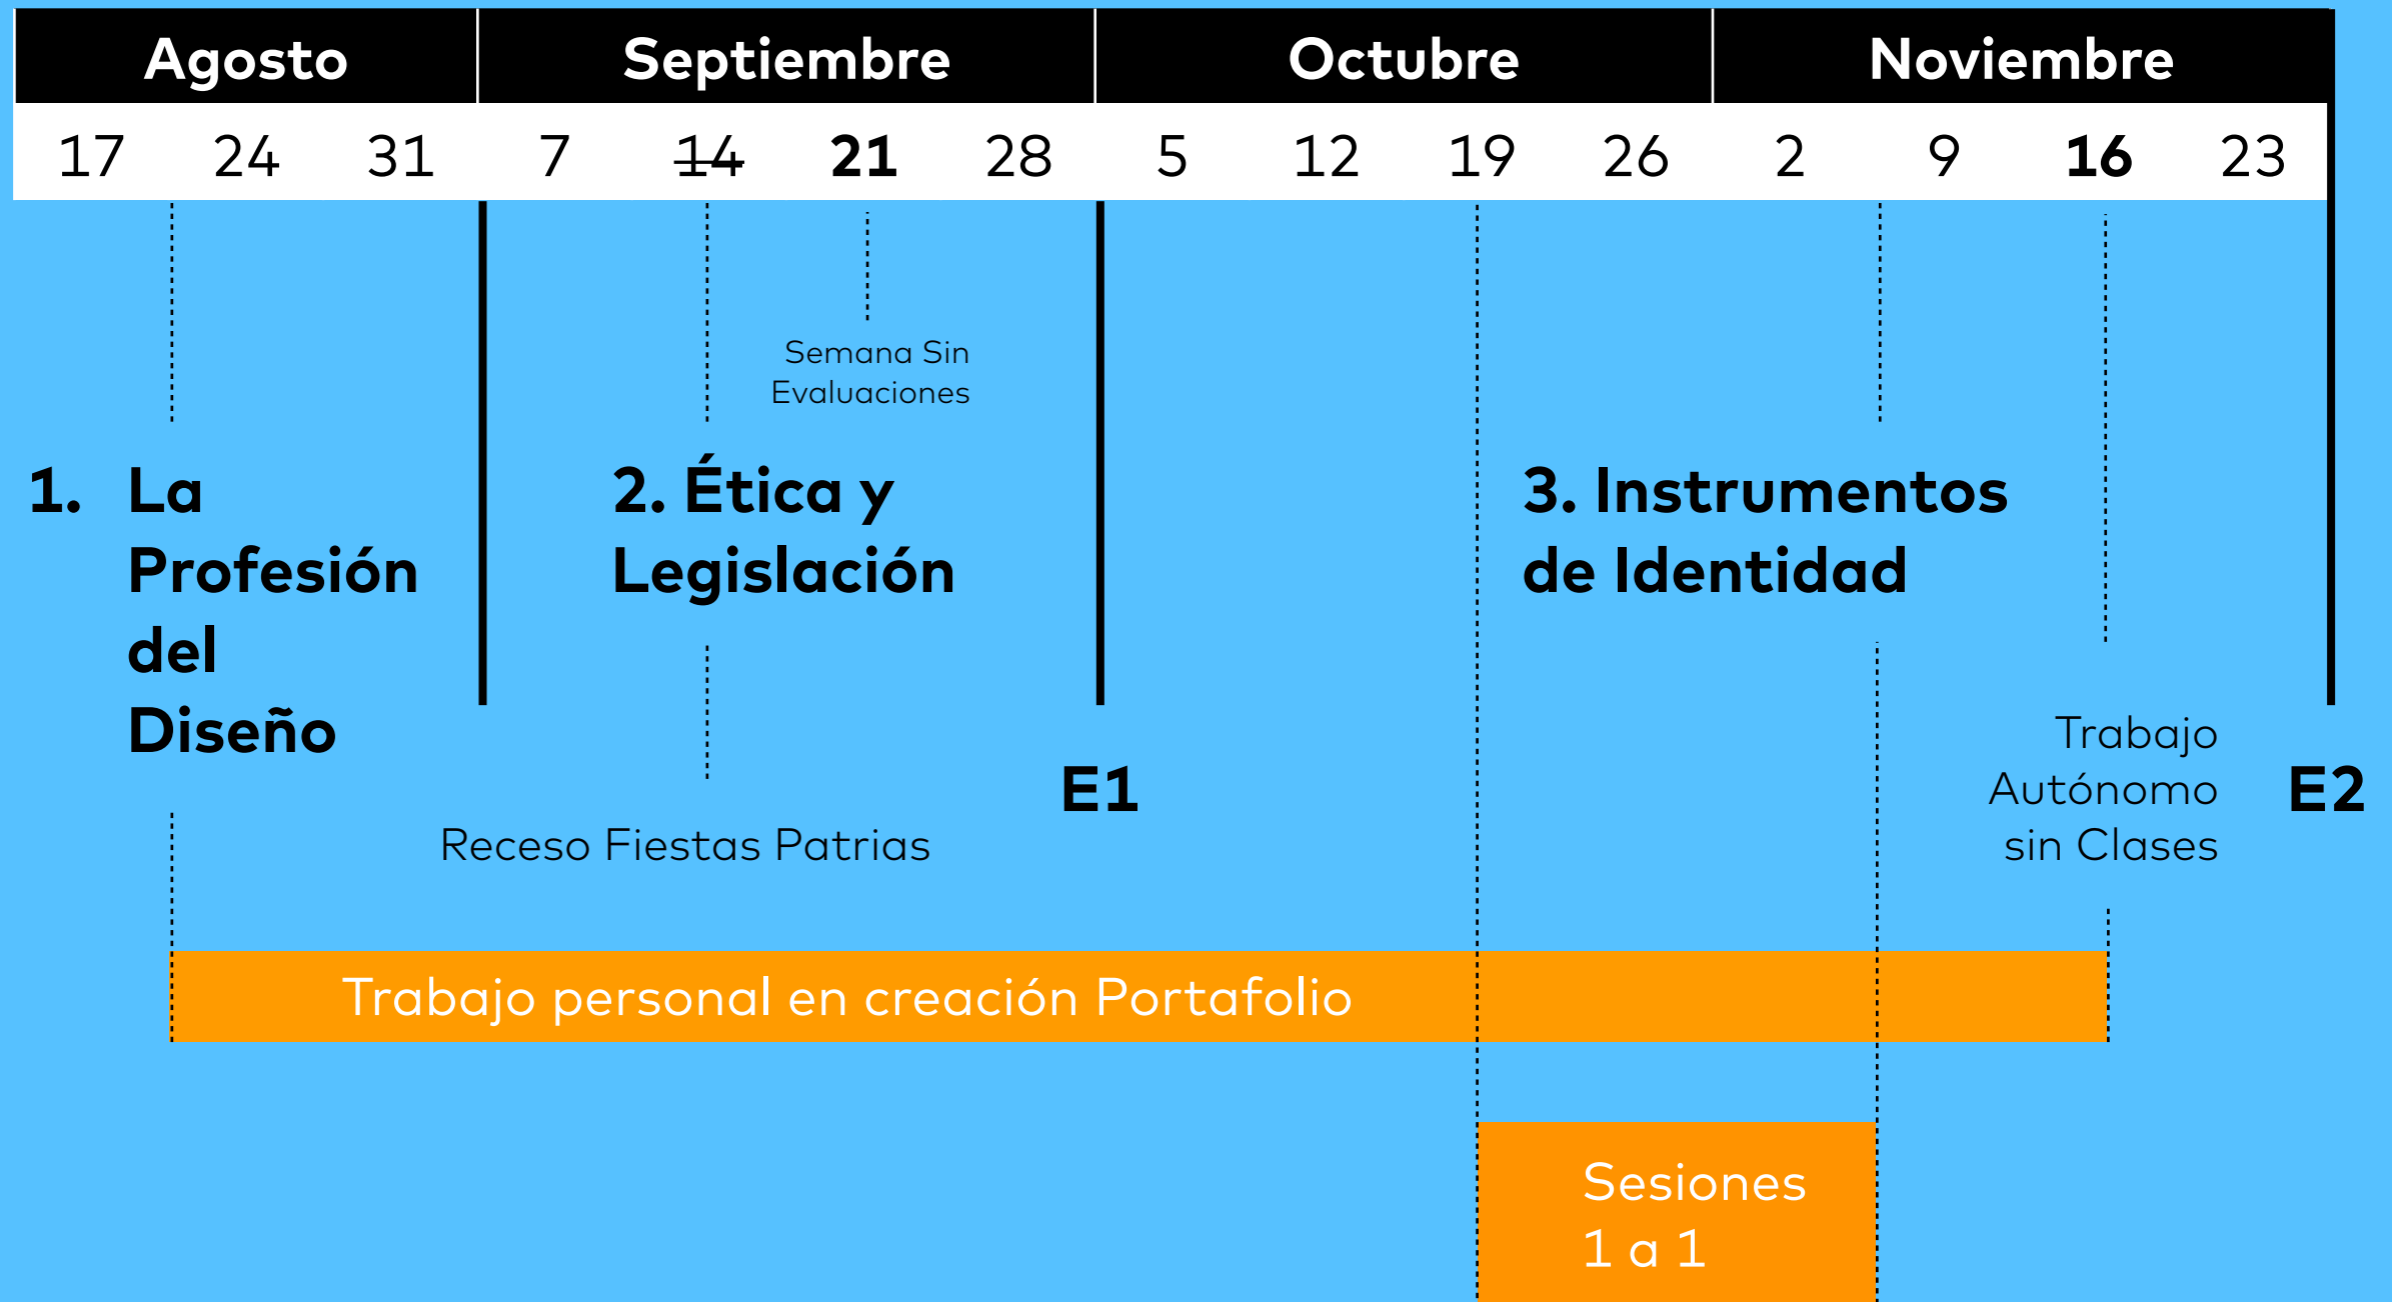 Agosto Septiembre Octubre Noviembre
17 24 31 7 14 21 28 5 12 19 26 2 9 16 23
Semana Sin
Evaluaciones
1. La
Profesión
del
Diseño
2. Ética y
Legislación
3. Instrumentos
de Identidad
Receso Fiestas Patrias
E1
Trabajo
Autónomo
sin Clases
E2
Trabajo personal en creación Portafolio
Sesiones
1 a 1